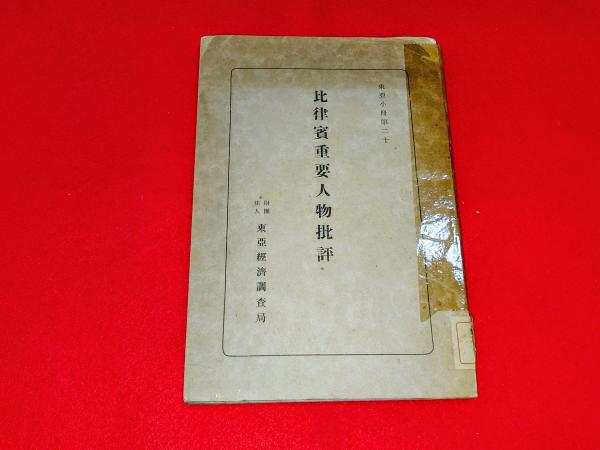 東亞小冊第二十
比律賓重要人物批評
財團法人 東亞經濟調査局